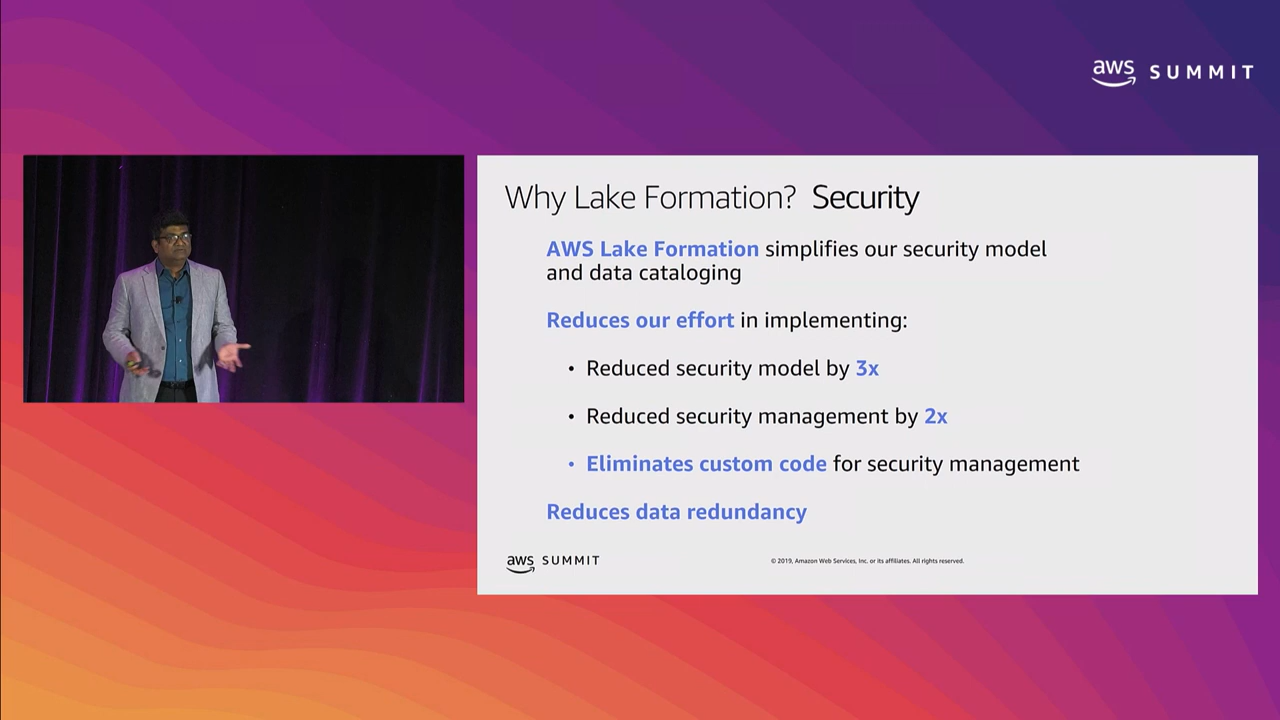 aws SUMMIT
Why Lake Formation? Security
AWS Lake Formation simplifies our security model
and data cataloging
Reduces our effort in implementing:
• Reduced security model by 3x
• Reduced security management by 2x
• Eliminates custom code for security management
Reduces data redundancy
aws SUMMIT
© 2019, Amazon Web Services, Inc. or its affiliates. All rights reserved.